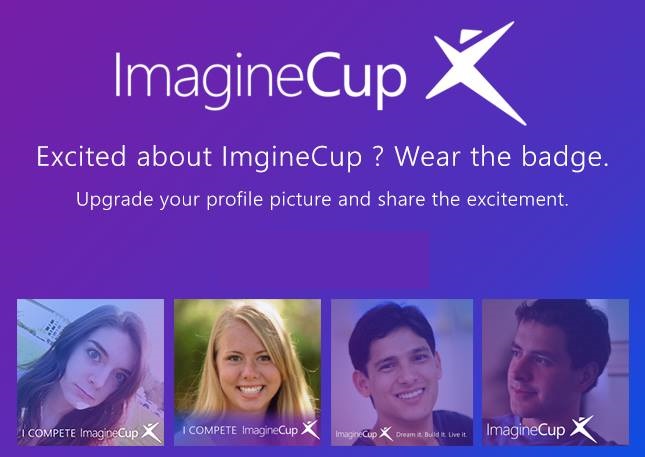 ImagineCup
Excited about ImgineCup ? Wear the badge.
Upgrade your profile picture and share the excitement.
I COMPETE ImagineCup
I COMPETE ImagineCup
ImagineCup Dream it. Build It. Live it.
ImagineCup